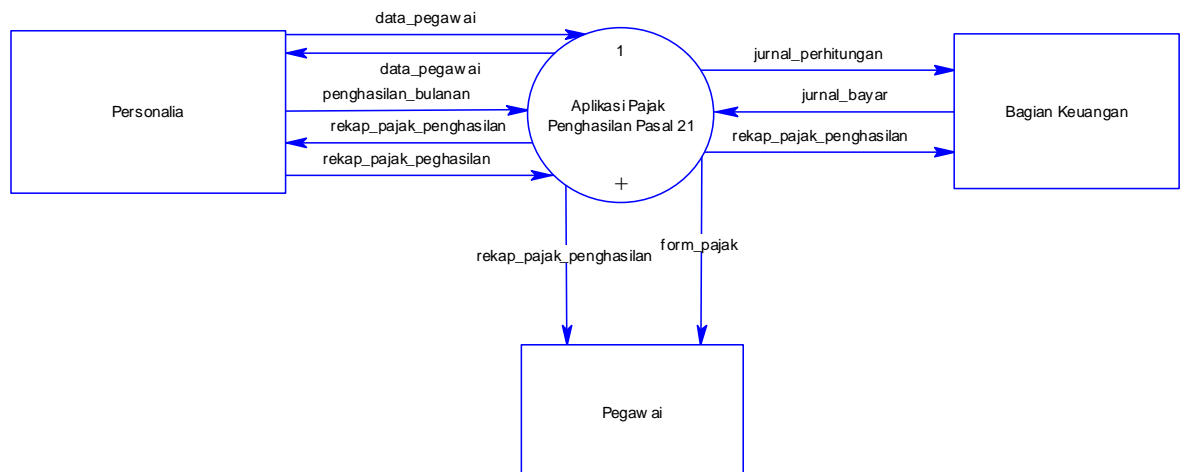 data_pegawai
1
data_pegawai
jurnal_perhitungan
penghasilan_bulanan
jurnal_bayar
Personalia
Aplikasi Pajak
Penghasilan Pasal 21
Bagian Keuangan
rekap_pajak_penghasilan
rekap_pajak_penghasilan
rekap_pajak_peghasilan
+
form_pajak
rekap_pajak_penghasilan
Pegawai